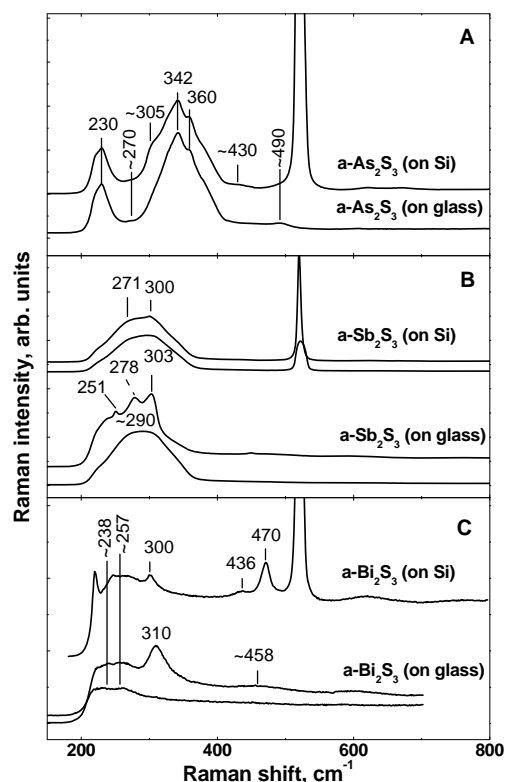 Raman intensity, arb. units
A
342
~305
360
230
~270
~430
~490
a-As₂S₃ (on Si)
a-As₂S₃ (on glass)
B
271
300
a-Sb₂S₃ (on Si)
303
278
251
~290
a-Sb₂S₃ (on glass)
C
~238
~257
300
436
470
a-Bi₂S₃ (on Si)
310
~458
a-Bi₂S₃ (on glass)
200 400 600 800
Raman shift, cm⁻¹